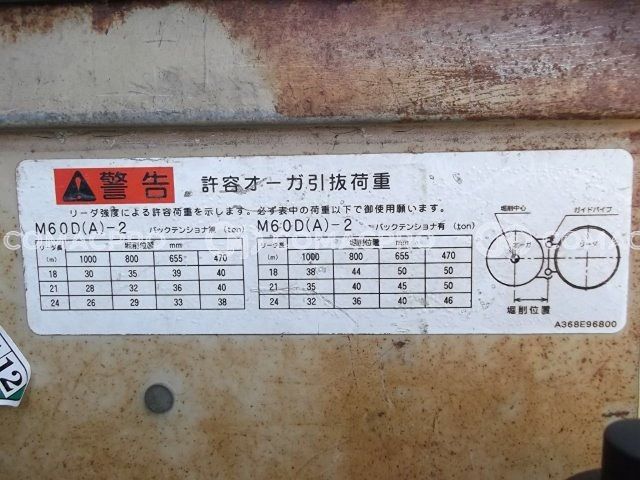 警告 許容オーガ引抜荷重
リーダ強度による許容荷重を示します。必ず表中の荷重以下で御使用願います。
M60D(A)-2 バックテンショナ無 (ton)
リーダ長 掘削位置 mm
(m) 1000 800 655 470
18 30 35 39 40
21 28 32 36 40
24 26 29 33 38
M60D(A)-2 バックテンショナ有 (ton)
リーダ長 掘削位置 mm
(m) 1000 800 655 470
18 38 44 50 50
21 35 40 45 50
24 32 36 40 46
掘削中心 ガイドパイプ
オーガ リーダ
掘削位置
A368E96800
12